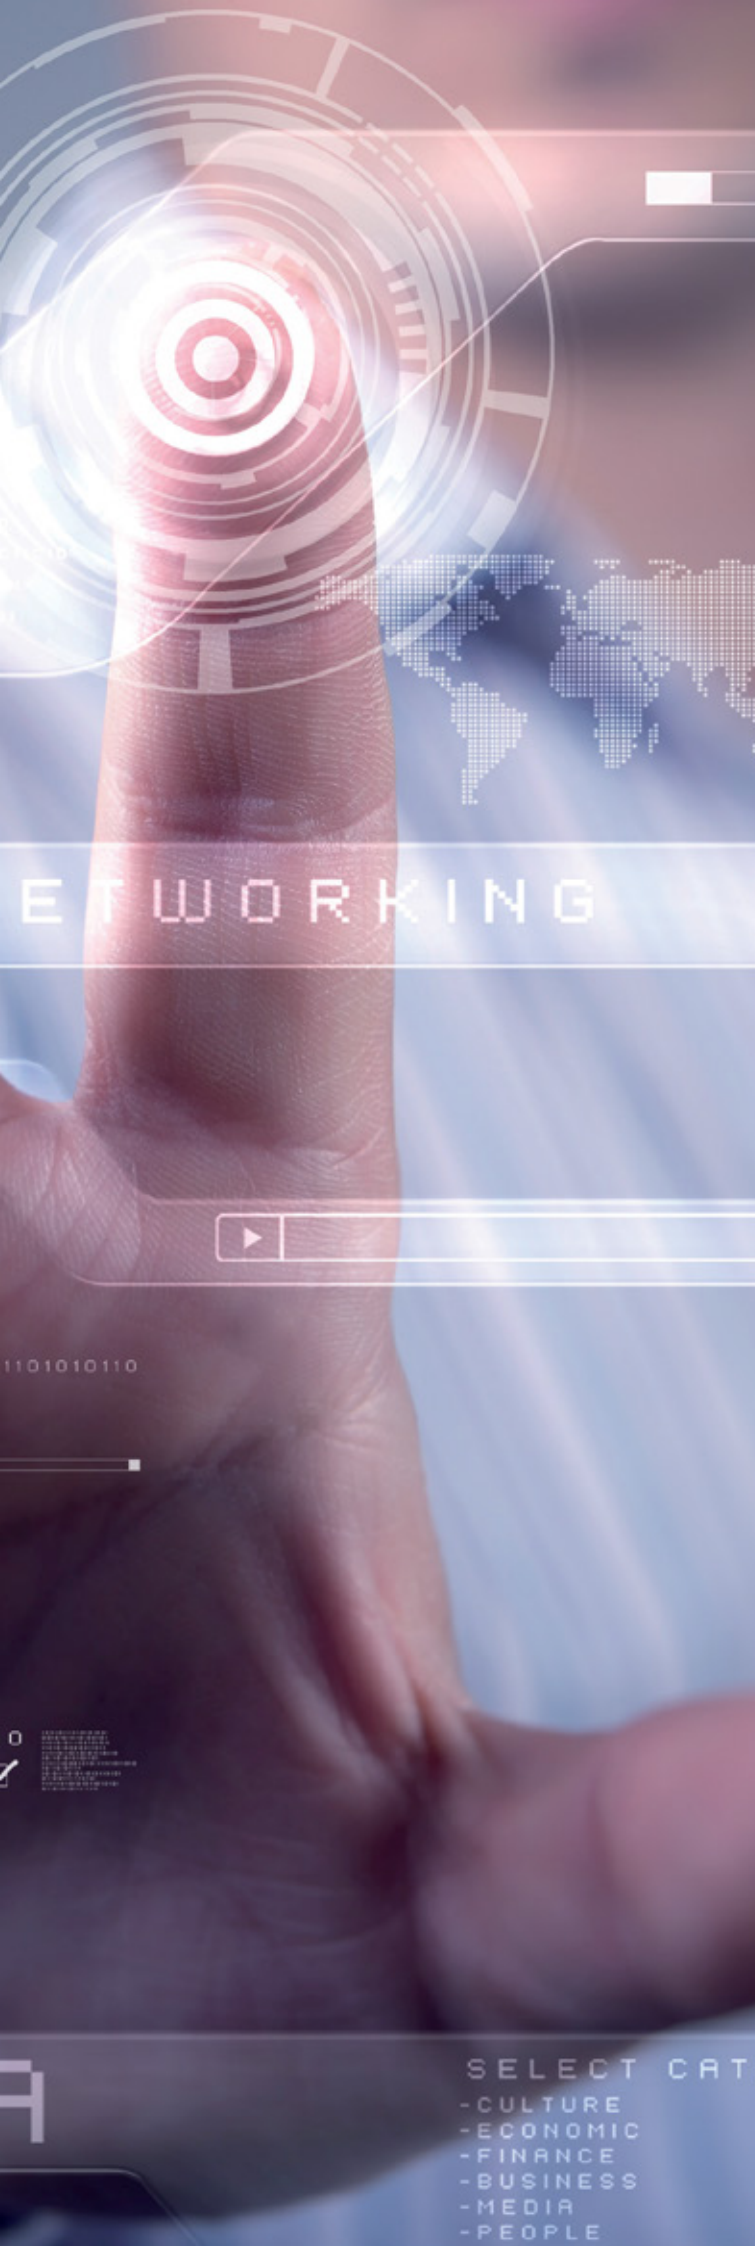 ETWORKING
1101010110
O
A
SELECT CAT
-CULTURE
-ECONOMIC
-FINANCE
-BUSINESS
-MEDIA
-PEOPLE